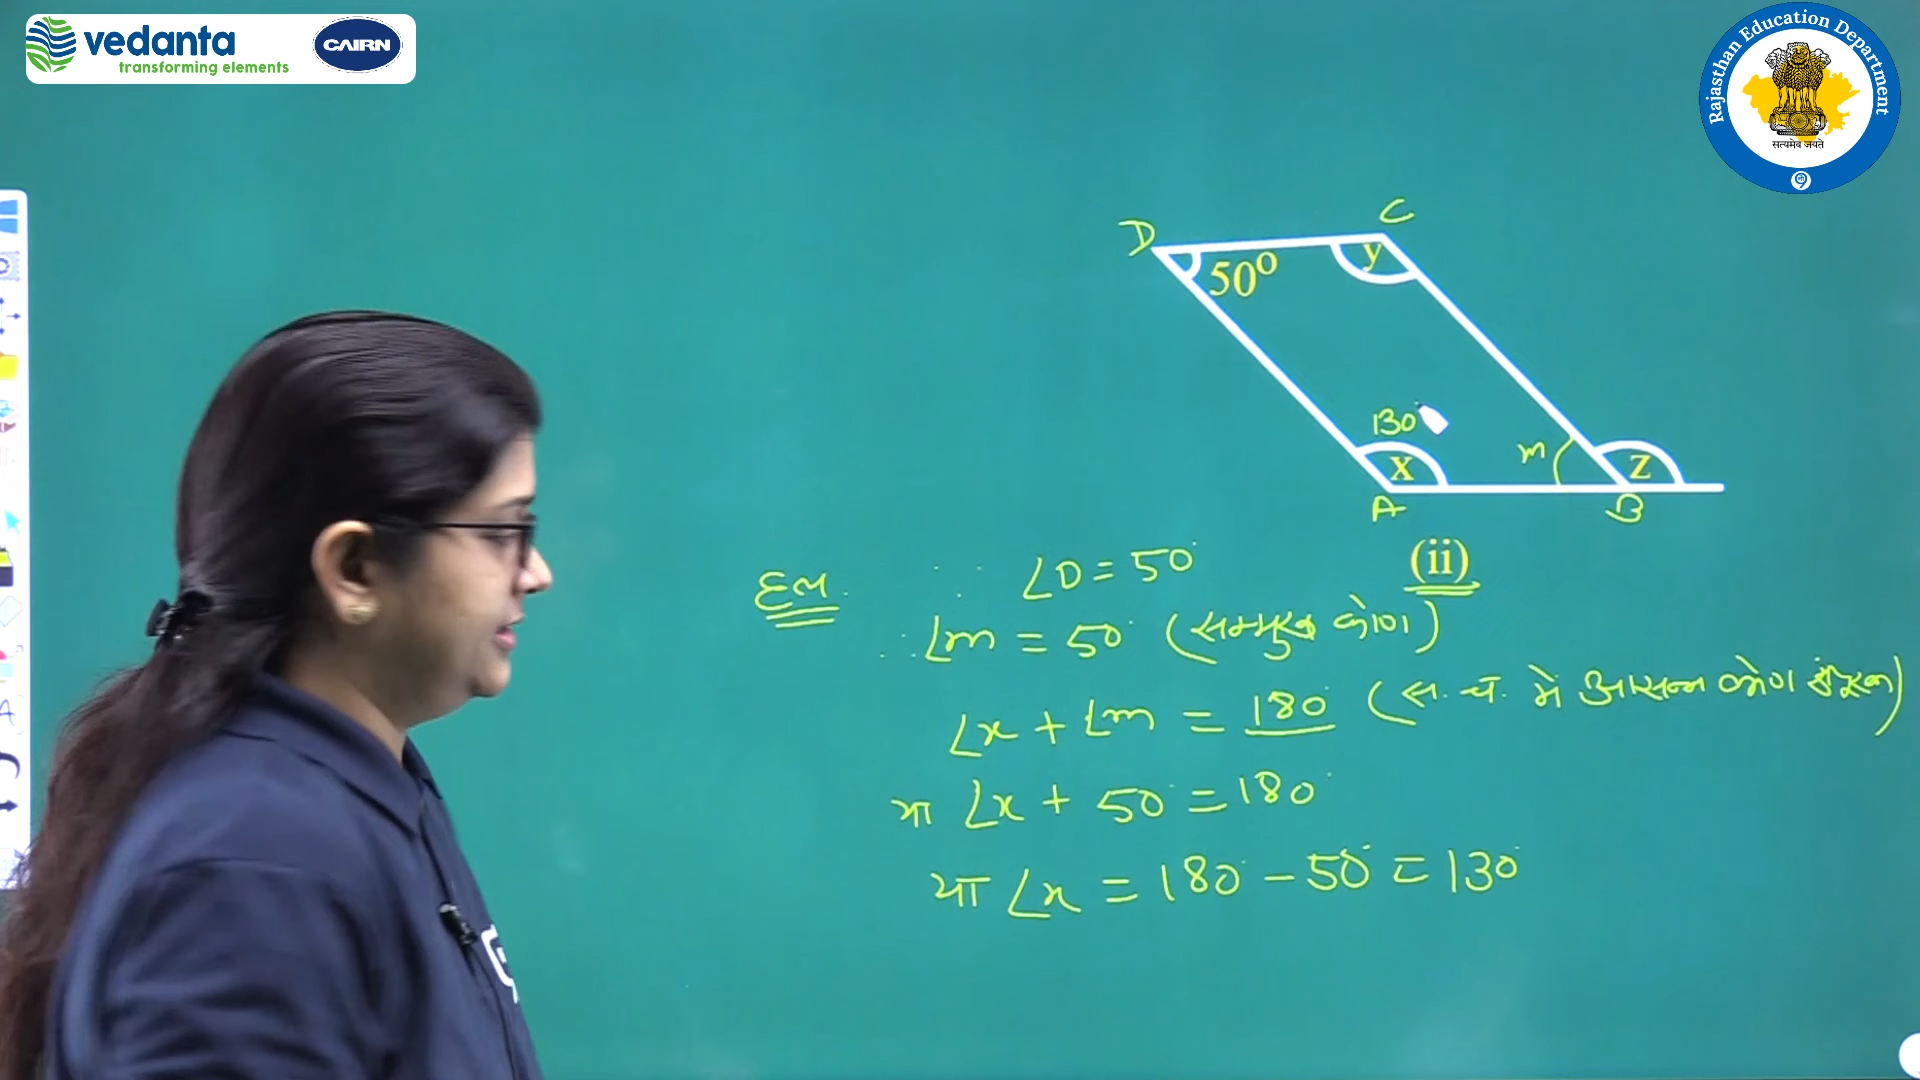 vedanta
transforming elements
CAIRN
Rajasthan Education Department
सत्यमेव जयते
D
C
50°
y
130
x
m
z
A
B
(ii)
हल. ∵ ∠D = 50°
∴ ∠m = 50° (सम्मुख कोण)
∠x + ∠m = 180° (स. च. में आसन्न कोण संपूरक)
या ∠x + 50° = 180°
या ∠x = 180° - 50° = 130°